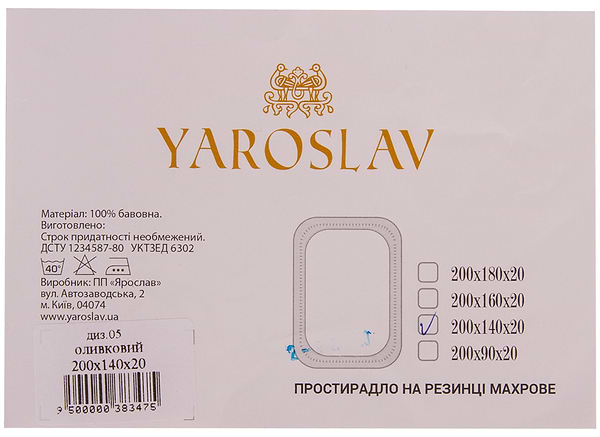 YAROSLAV
Матеріал: 100% бавовна.
Виготовлено:
Строк придатності необмежений.
ДСТУ 1234587-80 УКТЗЕД 6302
40°
Виробник: ПП «Ярослав»
вул. Автозаводська, 2
м. Київ, 04074
www.yaroslav.ua
диз.05
оливковий
200х140х20
9 500000 383475
200x180x20
200x160x20
200x140x20
200x90x20
ПРОСТИРАДЛО НА РЕЗИНЦІ МАХРОВЕ